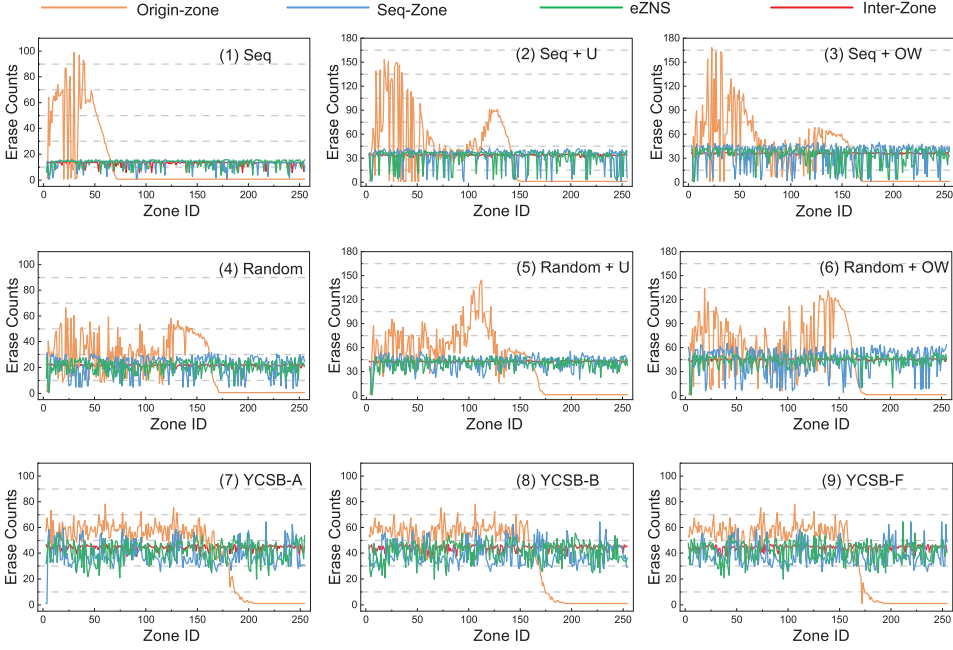 Origin-zone Seq-Zone eZNS Inter-Zone
(1) Seq
Erase Counts
100
80
60
40
20
0
0 50 100 150 200 250
Zone ID
(2) Seq + U
Erase Counts
180
150
120
90
60
30
0
0 50 100 150 200 250
Zone ID
(3) Seq + OW
Erase Counts
180
150
120
90
60
30
0
0 50 100 150 200 250
Zone ID
(4) Random
Erase Counts
100
80
60
40
20
0
0 50 100 150 200 250
Zone ID
(5) Random + U
Erase Counts
180
150
120
90
60
30
0
0 50 100 150 200 250
Zone ID
(6) Random + OW
Erase Counts
180
150
120
90
60
30
0
0 50 100 150 200 250
Zone ID
(7) YCSB-A
Erase Counts
100
80
60
40
20
0
0 50 100 150 200 250
Zone ID
(8) YCSB-B
Erase Counts
100
80
60
40
20
0
0 50 100 150 200 250
Zone ID
(9) YCSB-F
Erase Counts
100
80
60
40
20
0
0 50 100 150 200 250
Zone ID